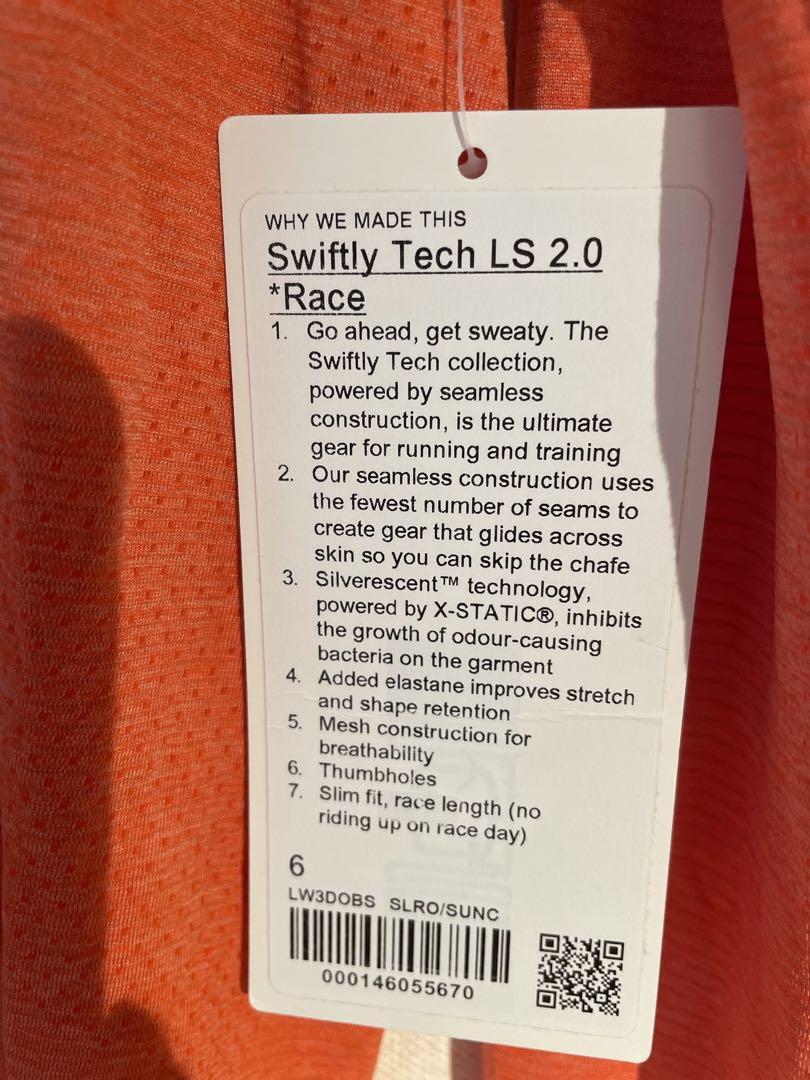 WHY WE MADE THIS
Swiftly Tech LS 2.0
*Race
1. Go ahead, get sweaty. The
Swiftly Tech collection,
powered by seamless
construction, is the ultimate
gear for running and training
2. Our seamless construction uses
the fewest number of seams to
create gear that glides across
skin so you can skip the chafe
3. Silverescent™ technology,
powered by X-STATIC®, inhibits
the growth of odour-causing
bacteria on the garment
4. Added elastane improves stretch
and shape retention
5. Mesh construction for
breathability
6. Thumbholes
7. Slim fit, race length (no
riding up on race day)
6
LW3DOBS SLRO/SUNC
000146055670